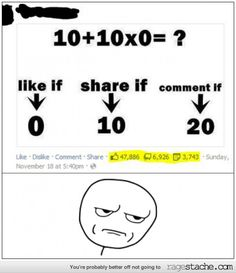 10+10x0= ?
like if share if comment if
0 10 20
Like · Dislike · Comment · Share · 47,886 6,926 3,743 · Sunday,
November 18 at 5:40pm ·
You're probably better off not going to ragestache.com